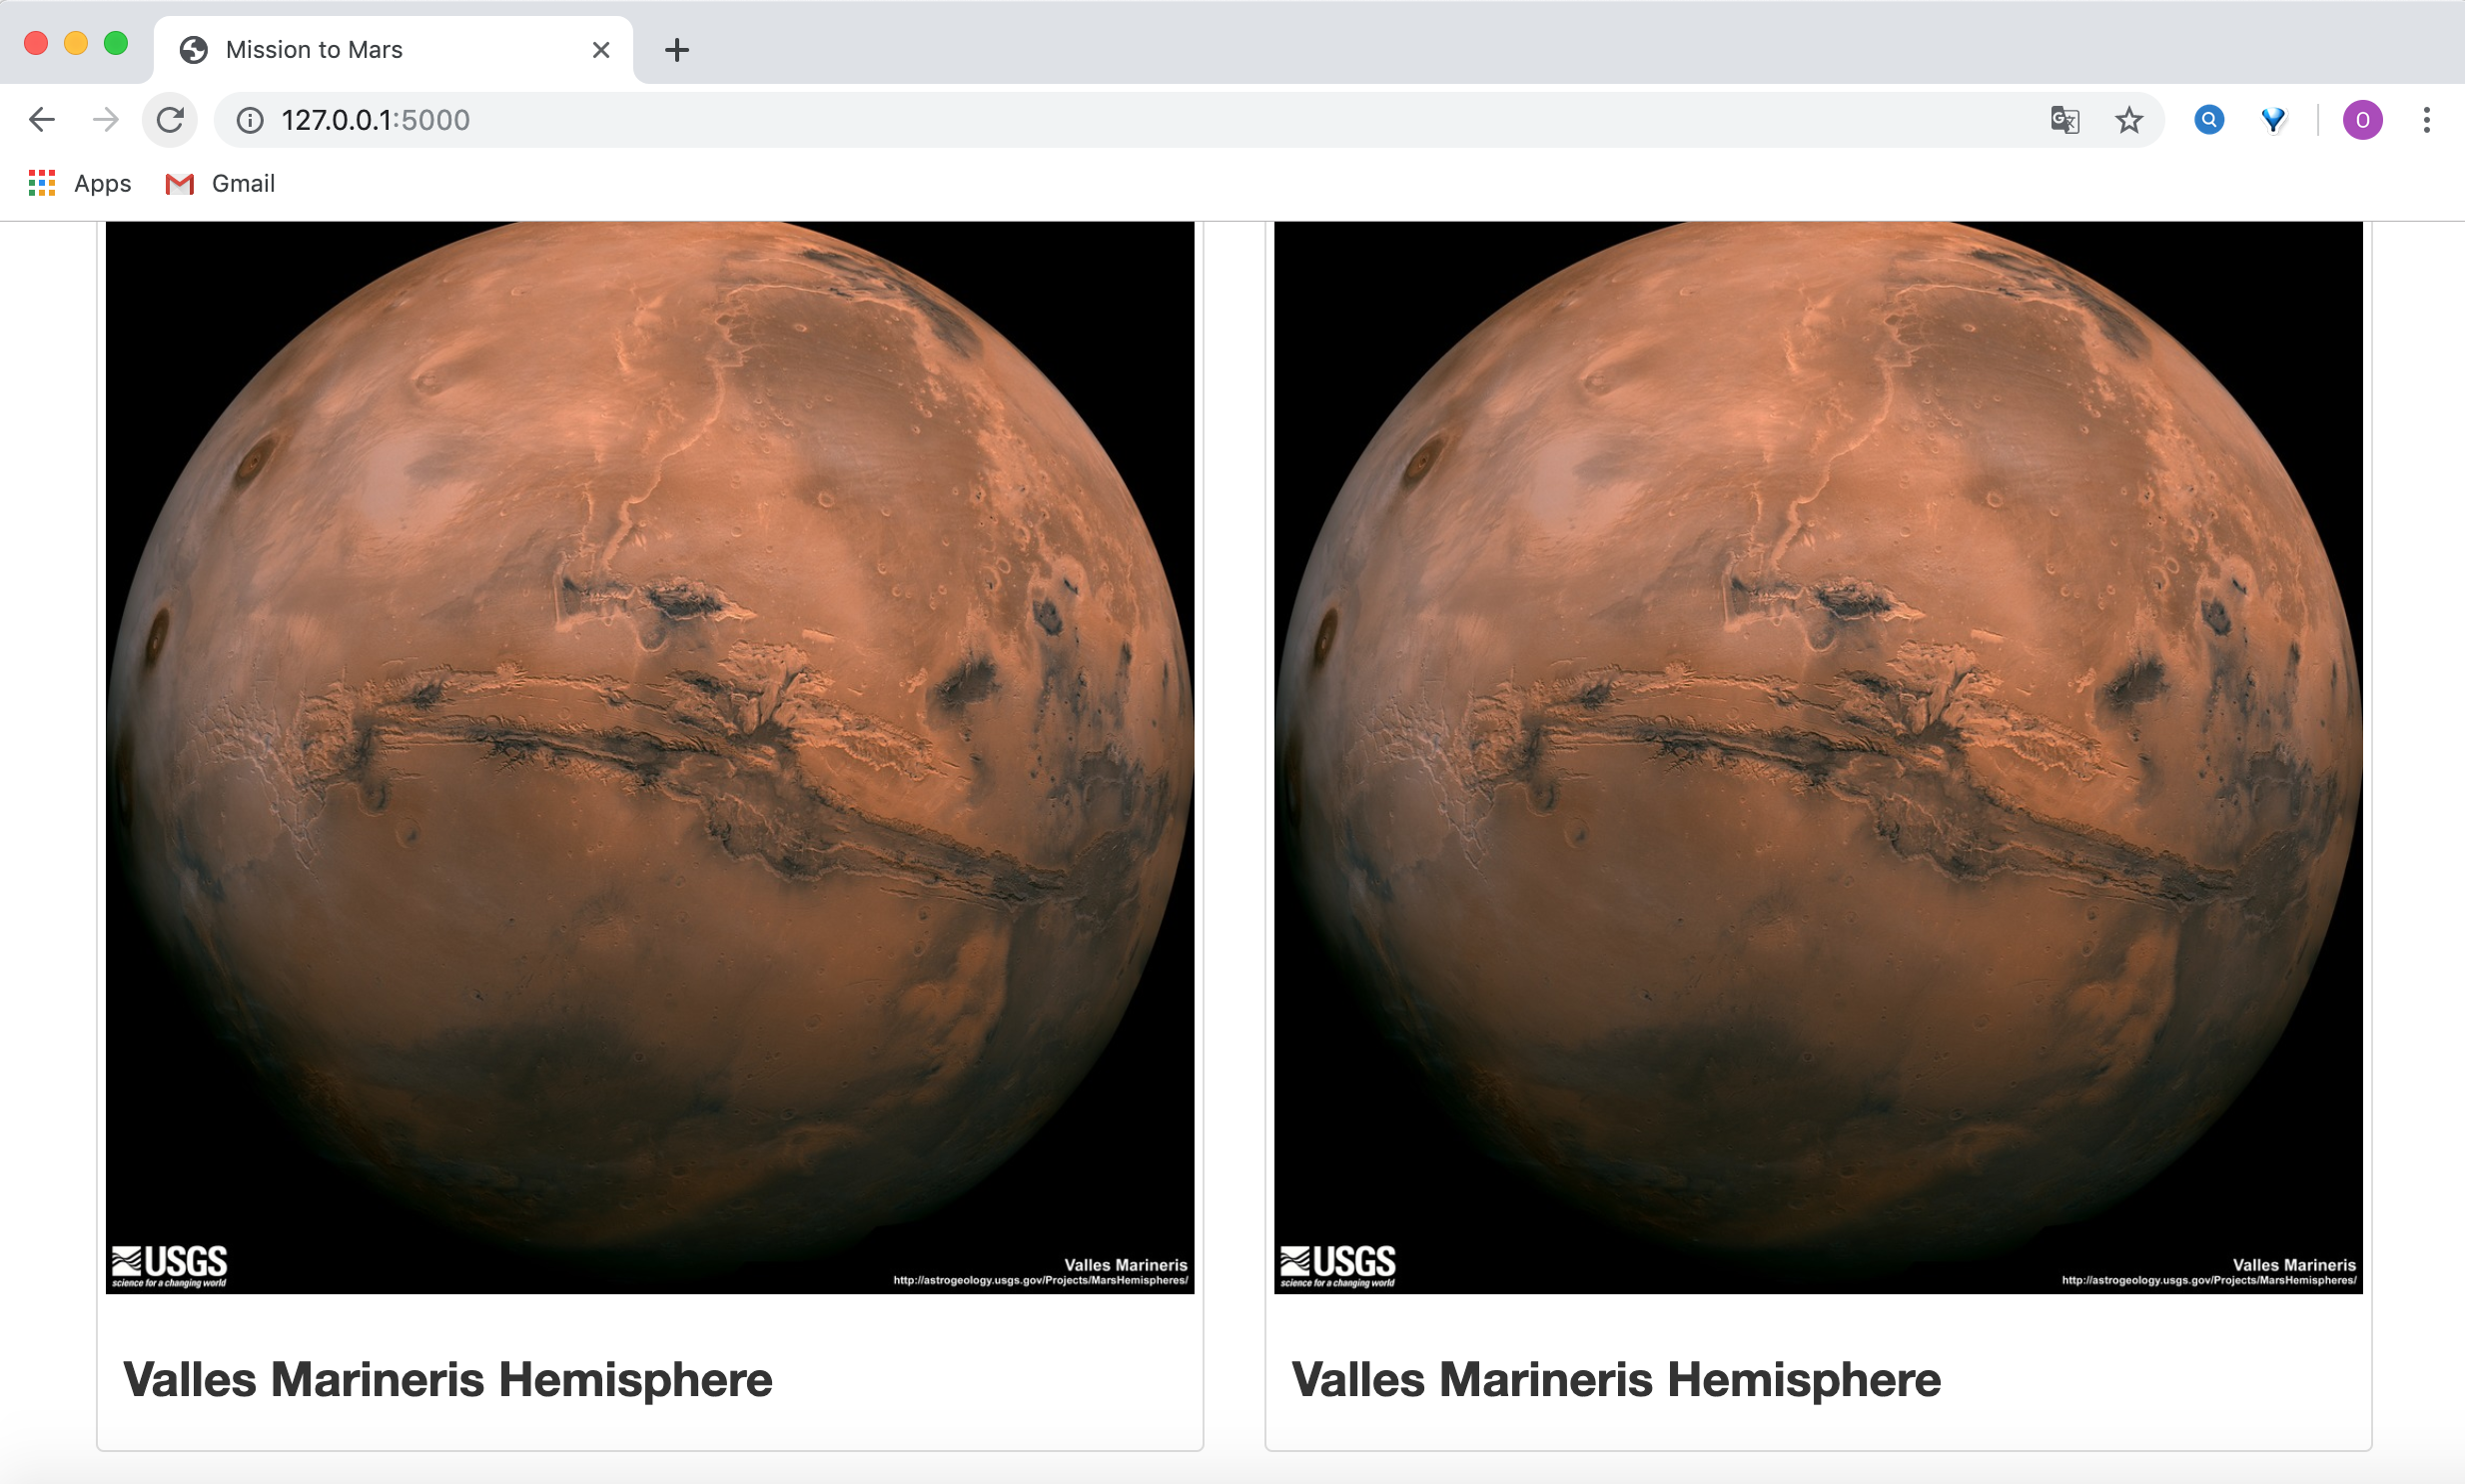 Mission to Mars
127.0.0.1:5000
O
Apps
Gmail
USGS
science for a changing world
Valles Marineris
http://astrogeology.usgs.gov/Projects/MarsHemispheres/
USGS
science for a changing world
Valles Marineris
http://astrogeology.usgs.gov/Projects/MarsHemispheres/
Valles Marineris Hemisphere
Valles Marineris Hemisphere